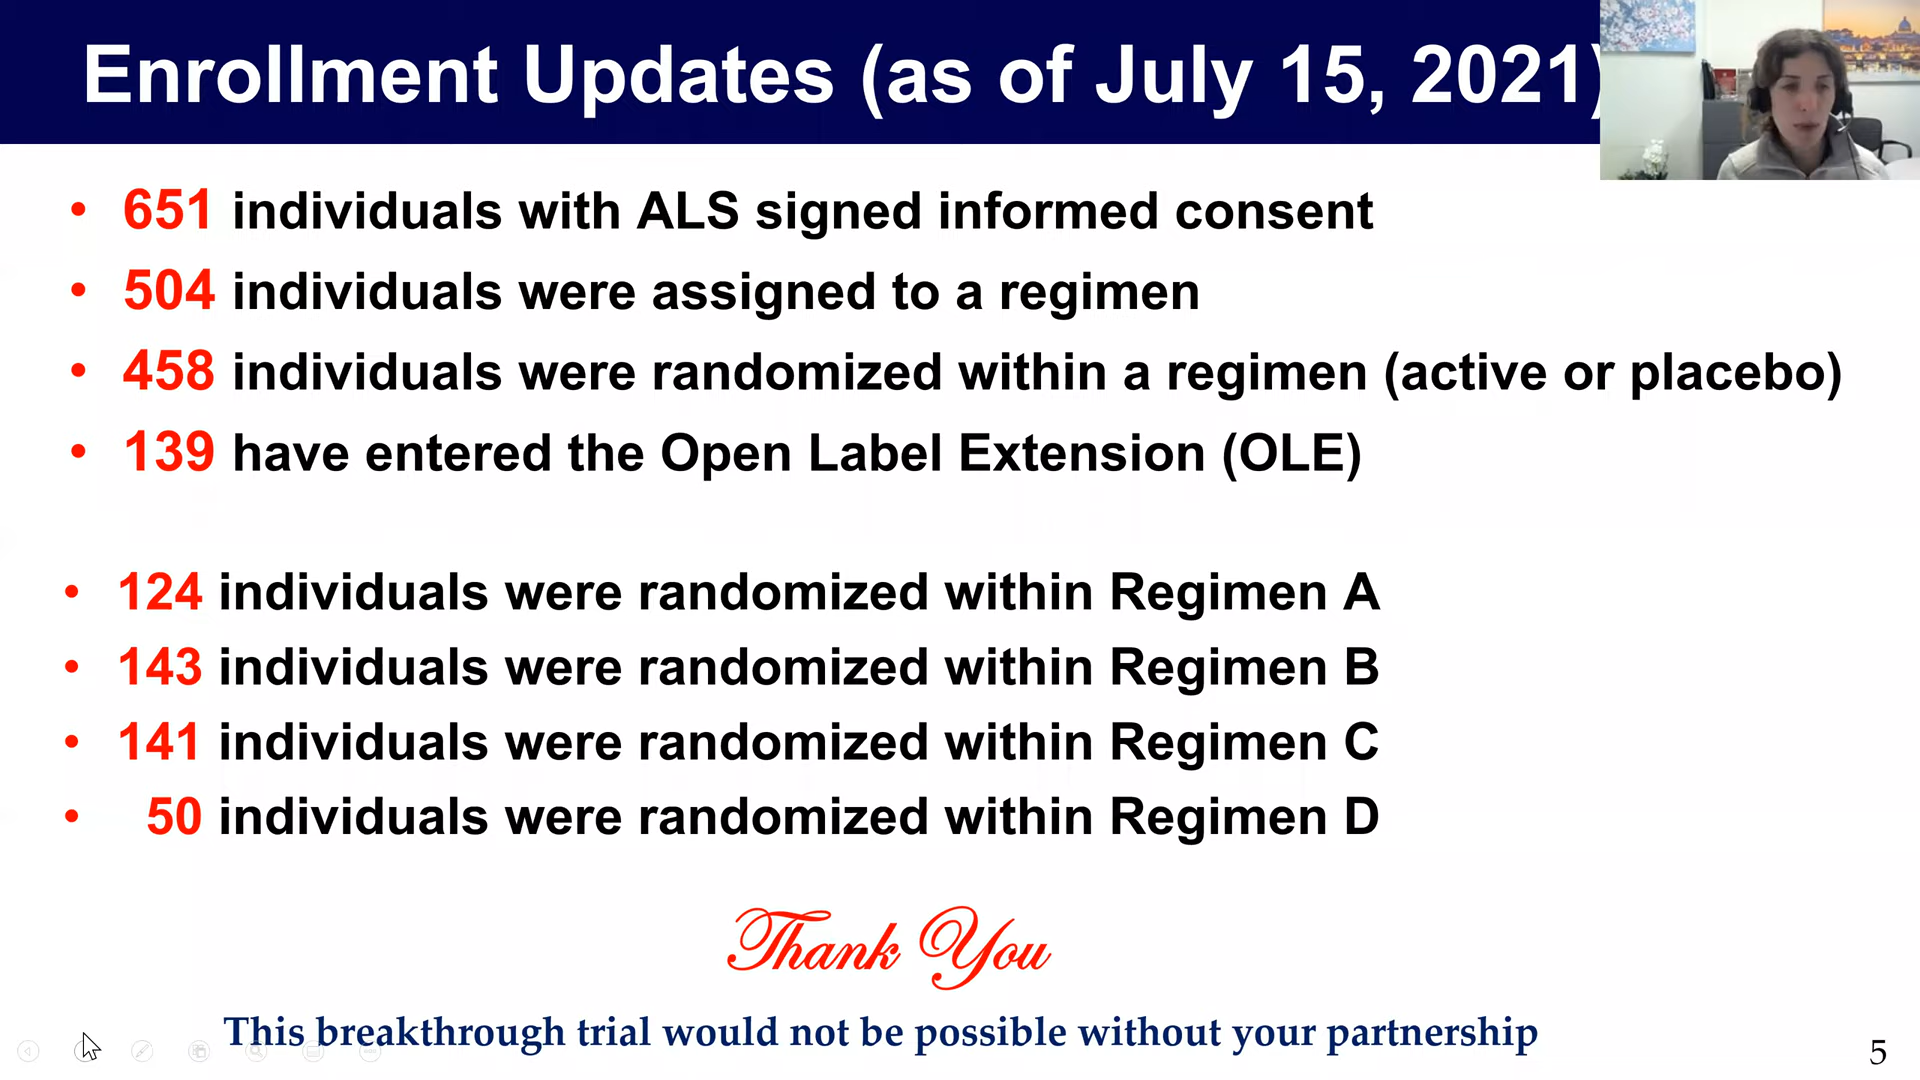 Enrollment Updates (as of July 15, 2021)
• 651 individuals with ALS signed informed consent
• 504 individuals were assigned to a regimen
• 458 individuals were randomized within a regimen (active or placebo)
• 139 have entered the Open Label Extension (OLE)
• 124 individuals were randomized within Regimen A
• 143 individuals were randomized within Regimen B
• 141 individuals were randomized within Regimen C
• 50 individuals were randomized within Regimen D
Thank You
This breakthrough trial would not be possible without your partnership
5